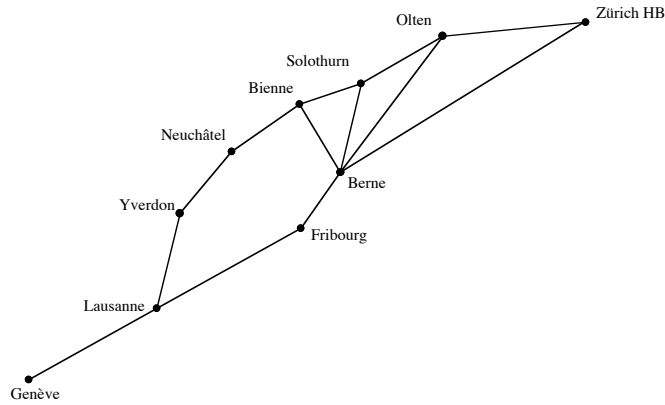 Zürich HB
Olten
Solothurn
Bienne
Neuchâtel
Berne
Yverdon
Fribourg
Lausanne
Genève